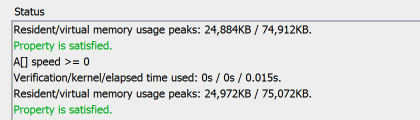 Status
Resident/virtual memory usage peaks: 24,884KB / 74,912KB.
Property is satisfied.
A[] speed >= 0
Verification/kernel/elapsed time used: 0s / 0s / 0.015s.
Resident/virtual memory usage peaks: 24,972KB / 75,072KB.
Property is satisfied.